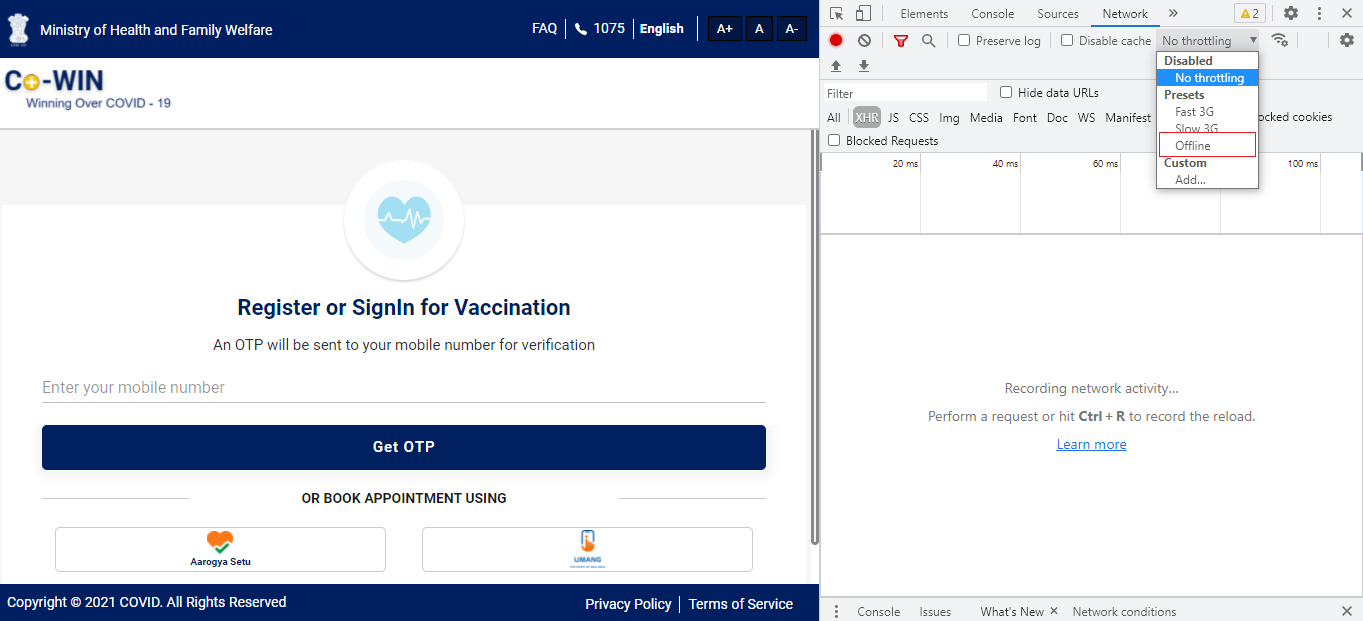 Ministry of Health and Family Welfare
FAQ 1075 English A+ A A-
Co-WIN
Winning Over COVID - 19
Register or SignIn for Vaccination
An OTP will be sent to your mobile number for verification
Enter your mobile number
Get OTP
OR BOOK APPOINTMENT USING
Aarogya Setu
UMANG
Copyright © 2021 COVID. All Rights Reserved
Privacy Policy Terms of Service
Elements Console Sources Network 2
Preserve log Disable cache No throttling
Disabled
No throttling
Presets
Fast 3G
Slow 3G
Offline
Custom
Add...
Filter Hide data URLs
All XHR JS CSS Img Media Font Doc WS Manifest ocked cookies
Blocked Requests
20 ms 40 ms 60 ms 100 ms
Recording network activity…
Perform a request or hit Ctrl + R to record the reload.
Learn more
Console Issues What's New Network conditions